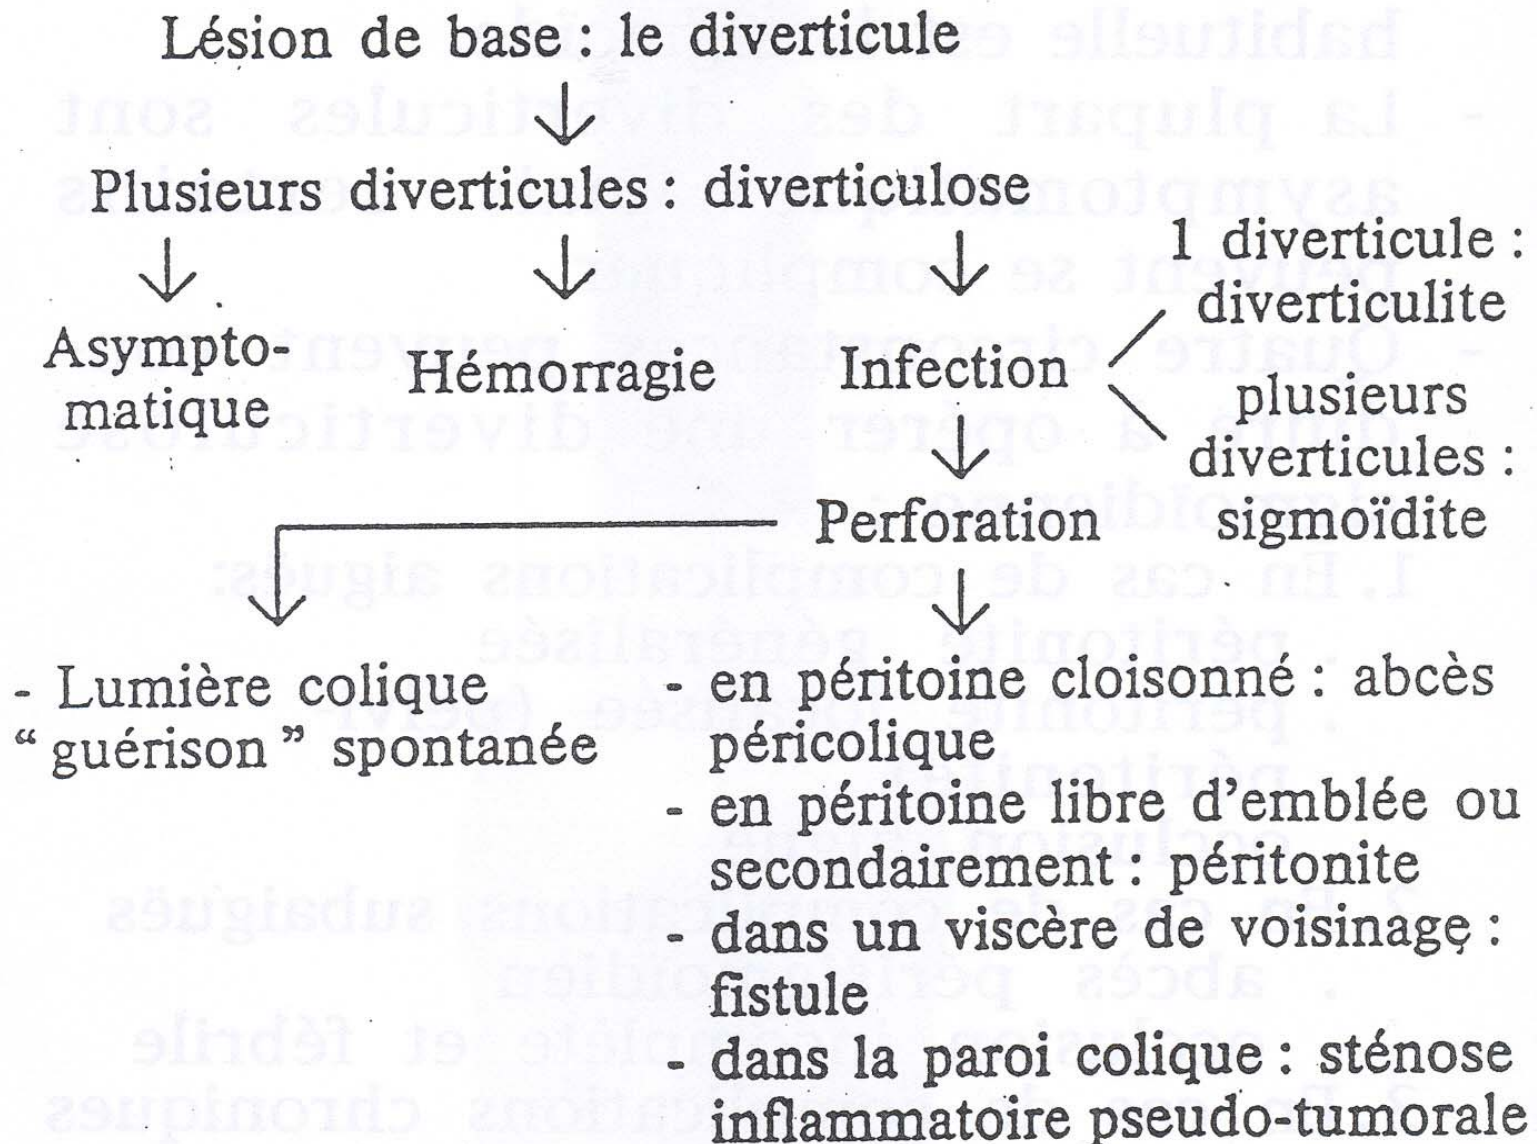 Lésion de base : le diverticule
Plusieurs diverticules : diverticulose
Asympto-
matique
Hémorragie
Infection
1 diverticule :
diverticulite
plusieurs
diverticules :
sigmoïdite
Perforation
- Lumière colique
“ guérison ” spontanée
- en péritoine cloisonné : abcès
péricolique
- en péritoine libre d'emblée ou
secondairement : péritonite
- dans un viscère de voisinage :
fistule
- dans la paroi colique : sténose
inflammatoire pseudo-tumorale